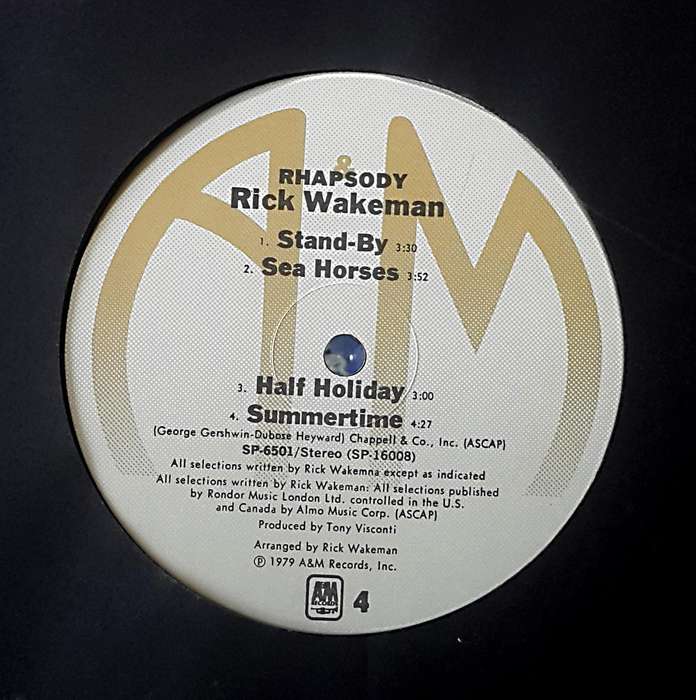 &
RHAPSODY
Rick Wakeman
1. Stand-By 3:30
2. Sea Horses 3:52
3. Half Holiday 3:00
4. Summertime 4:27
(George Gershwin-Dubose Heyward) Chappell & Co., Inc. (ASCAP)
SP-6501/Stereo (SP-16008)
All selections written by Rick Wakemna except as indicated
All selections written by Rick Wakeman: All selections published
by Rondor Music London Ltd. controlled in the U.S.
and Canada by Almo Music Corp. (ASCAP)
Produced by Tony Visconti
Arranged by Rick Wakeman
℗ 1979 A&M Records, Inc.
A&M
RECORDS
4